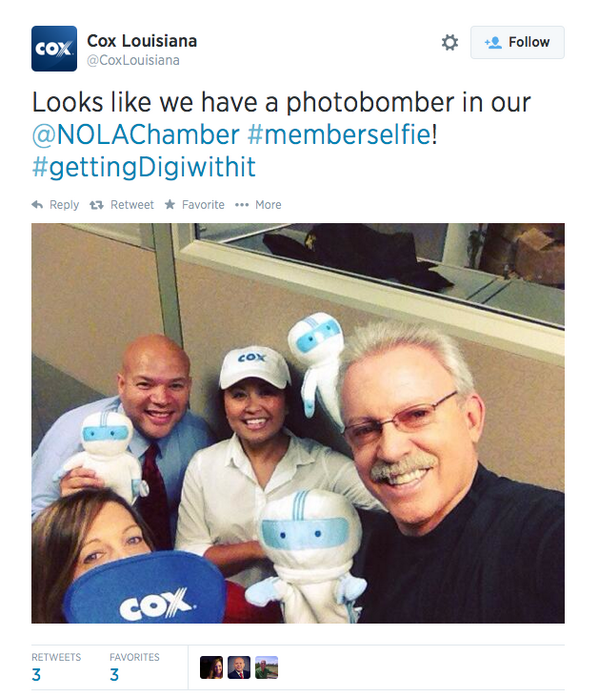 COX
Cox Louisiana
@CoxLouisiana
Follow
Looks like we have a photobomber in our
@NOLAChamber #memberselfie!
#gettingDigiwithit
Reply Retweet Favorite More
COX
COX
RETWEETS FAVORITES
3 3